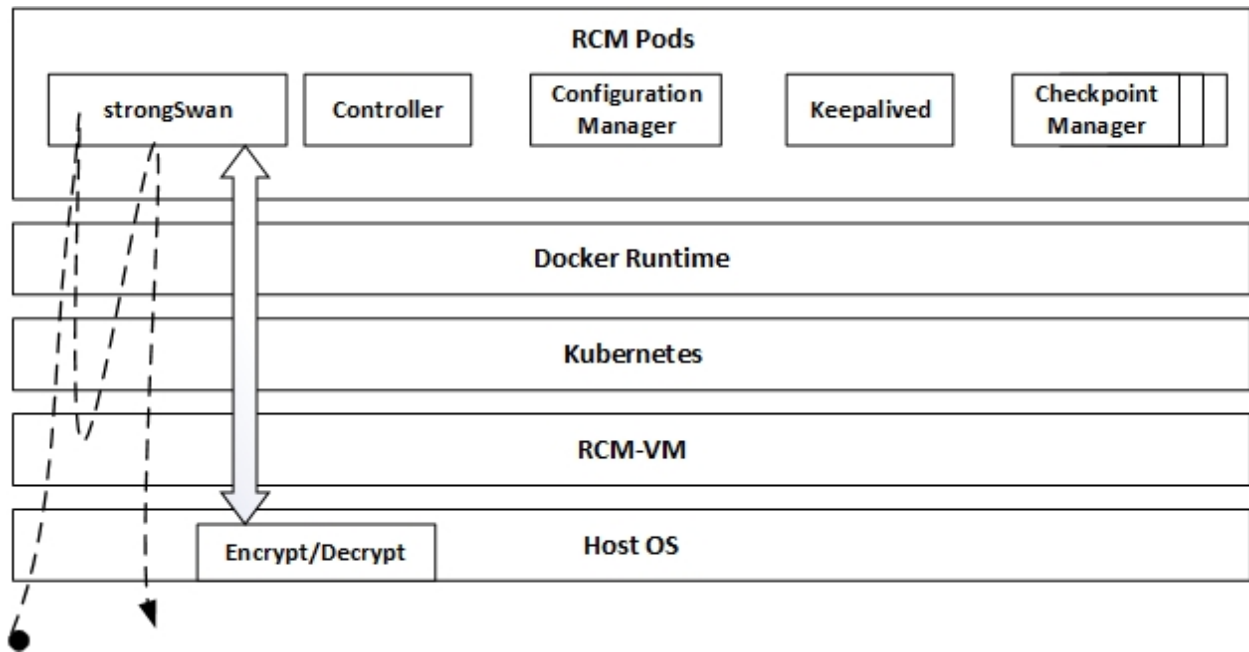 RCM Pods
strongSwan
Controller
Configuration
Manager
Keepalived
Checkpoint
Manager
Docker Runtime
Kubernetes
RCM-VM
Host OS
Encrypt/Decrypt